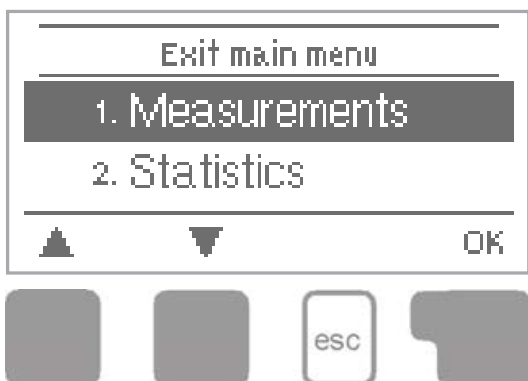 Exit main menu
1. Measurements
2. Statistics
OK
esc